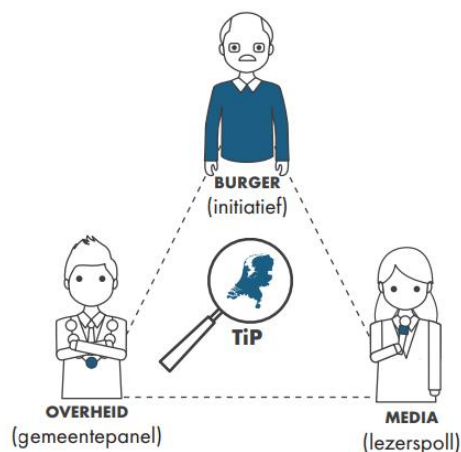 BURGER
(initiatief)
TiP
OVERHEID
(gemeentepanel)
MEDIA
(lezerspoll)